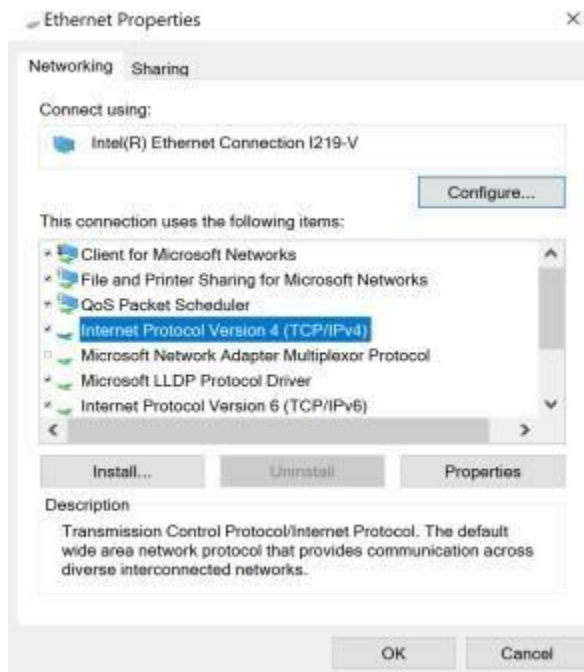 Ethernet Properties
Networking Sharing
Connect using:
Intel(R) Ethernet Connection I219-V
Configure...
This connection uses the following items:
Client for Microsoft Networks
File and Printer Sharing for Microsoft Networks
QoS Packet Scheduler
Internet Protocol Version 4 (TCP/IPv4)
Microsoft Network Adapter Multiplexor Protocol
Microsoft LLDP Protocol Driver
Internet Protocol Version 6 (TCP/IPv6)
Install... Uninstall Properties
Description
Transmission Control Protocol/Internet Protocol. The default
wide area network protocol that provides communication across
diverse interconnected networks.
OK Cancel